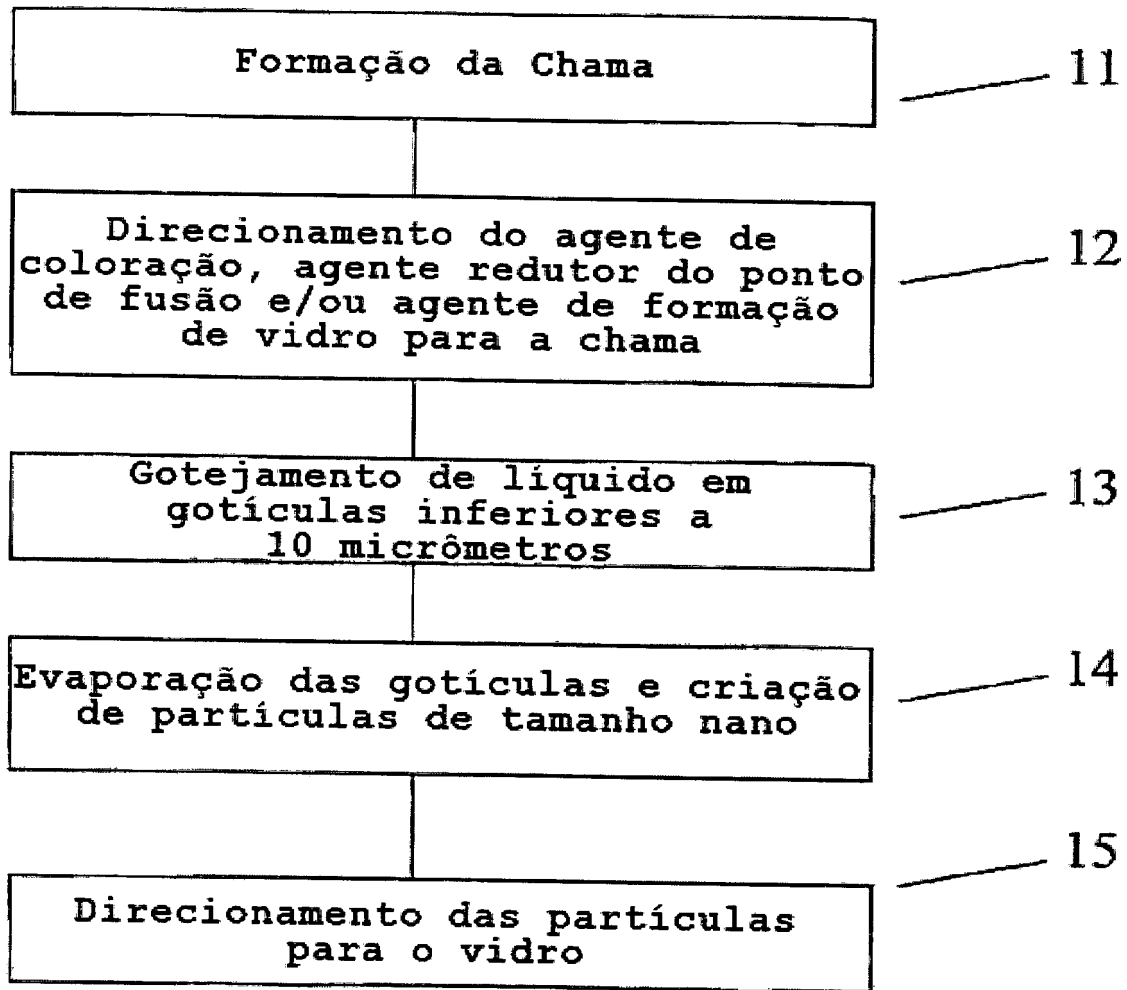 Formação da Chama
11
Direcionamento do agente de
coloração, agente redutor do ponto
de fusão e/ou agente de formação
de vidro para a chama
12
Gotejamento de líquido em
gotículas inferiores a
10 micrômetros
13
Evaporação das gotículas e criação
de partículas de tamanho nano
14
Direcionamento das partículas
para o vidro
15